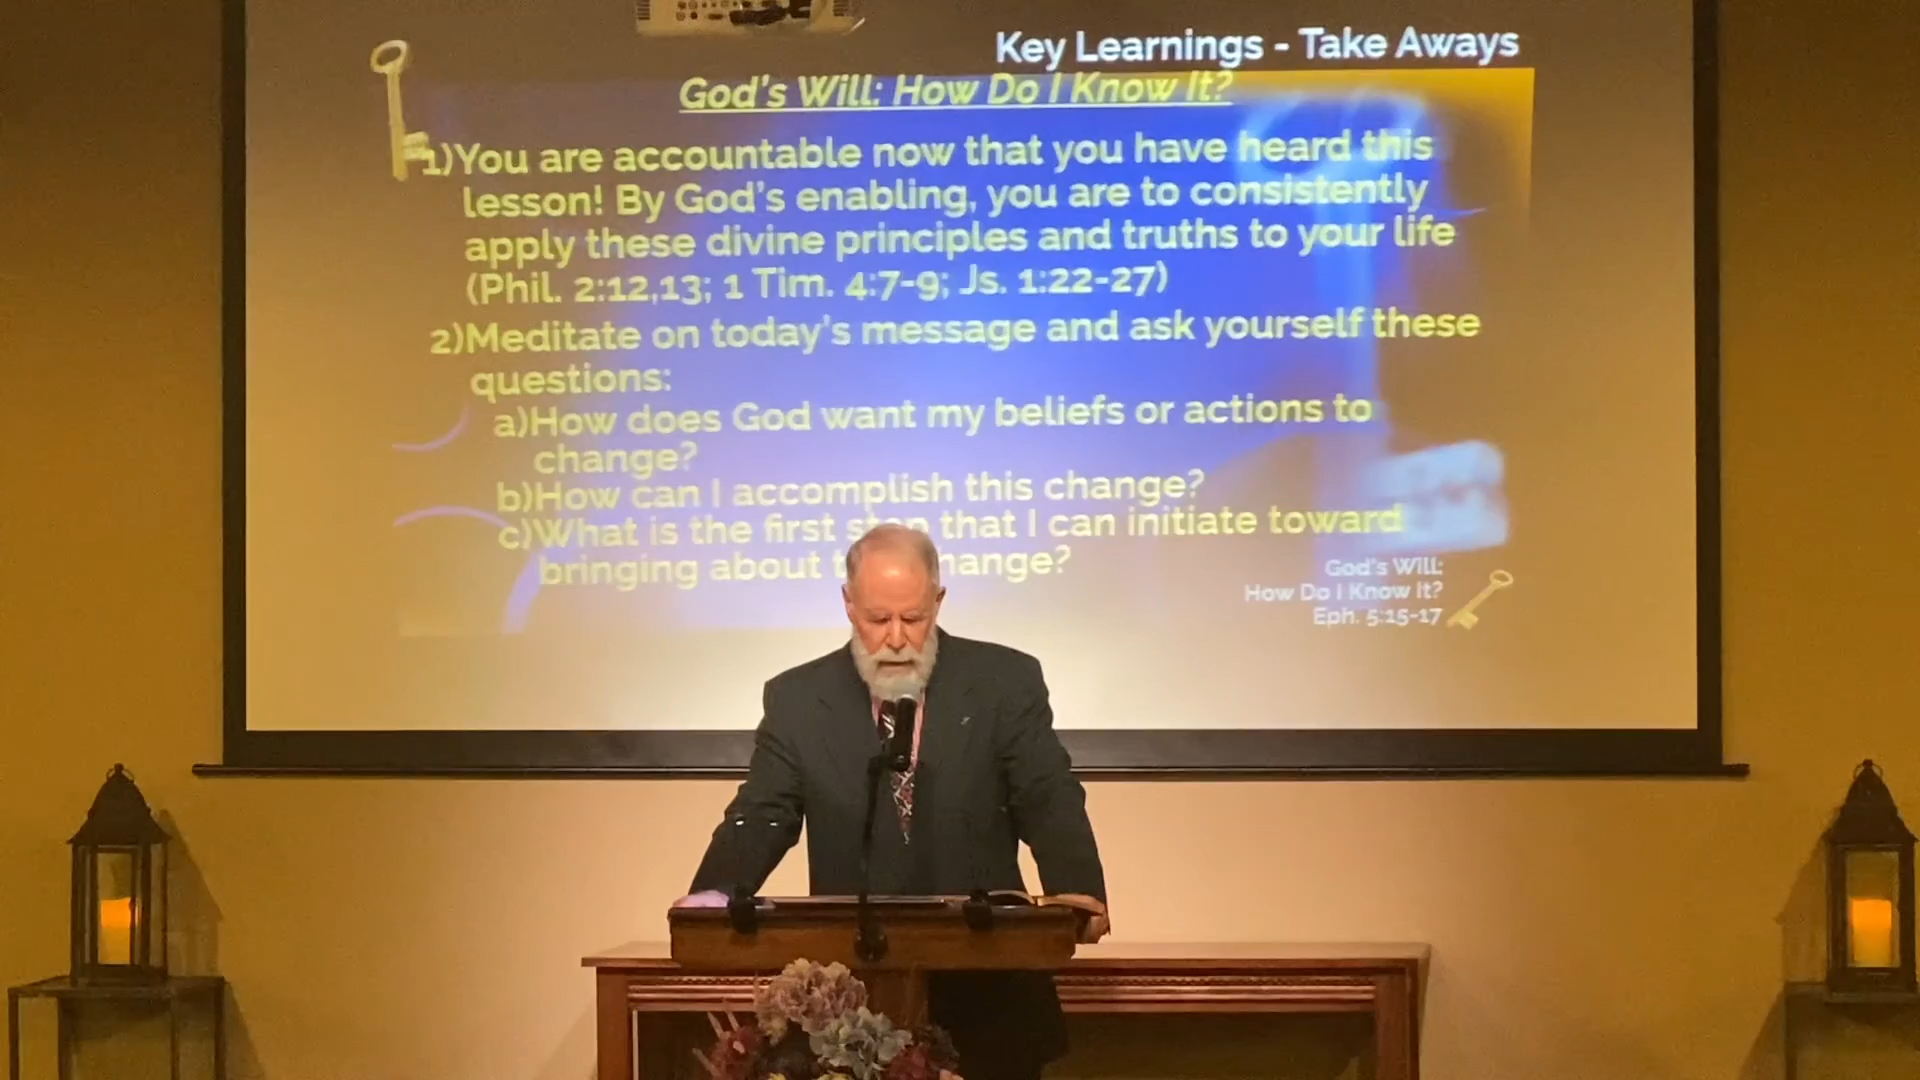 Key Learnings - Take Aways
God's Will: How Do I Know It?
1)You are accountable now that you have heard this
lesson! By God's enabling, you are to consistently
apply these divine principles and truths to your life
(Phil. 2:12,13; 1 Tim. 4:7-9; Js. 1:22-27)
2)Meditate on today's message and ask yourself these
questions:
a)How does God want my beliefs or actions to
change?
b)How can I accomplish this change?
c)What is the first step that I can initiate toward
bringing about change?
God's Will:
How Do I Know It?
Eph. 5:15-17